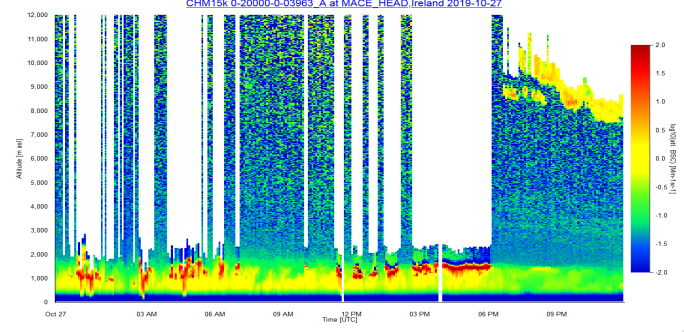 CHM15k 0-20000-0-03963_A at MACE_HEAD,Ireland 2019-10-27
12,000
11,000
10,000
9,000
8,000
7,000
6,000
5,000
4,000
3,000
2,000
1,000
0
Altitude [m asl]
Oct 27
03 AM
06 AM
09 AM
12 PM
03 PM
06 PM
09 PM
Time [UTC]
2.0
1.5
1.0
0.5
0.0
-0.5
-1.0
-1.5
-2.0
log10(att. BSC) [Mm-1sr-1]